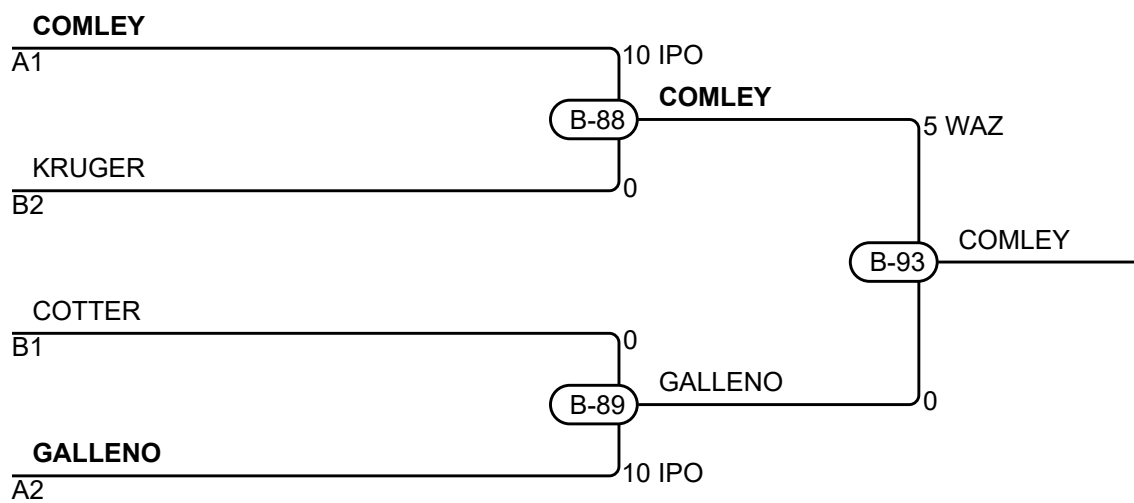 COMLEY
A1
10 IPO
B-88
COMLEY
5 WAZ
KRUGER
B2
0
B-93
COMLEY
COTTER
B1
0
B-89
GALLENO
0
GALLENO
A2
10 IPO